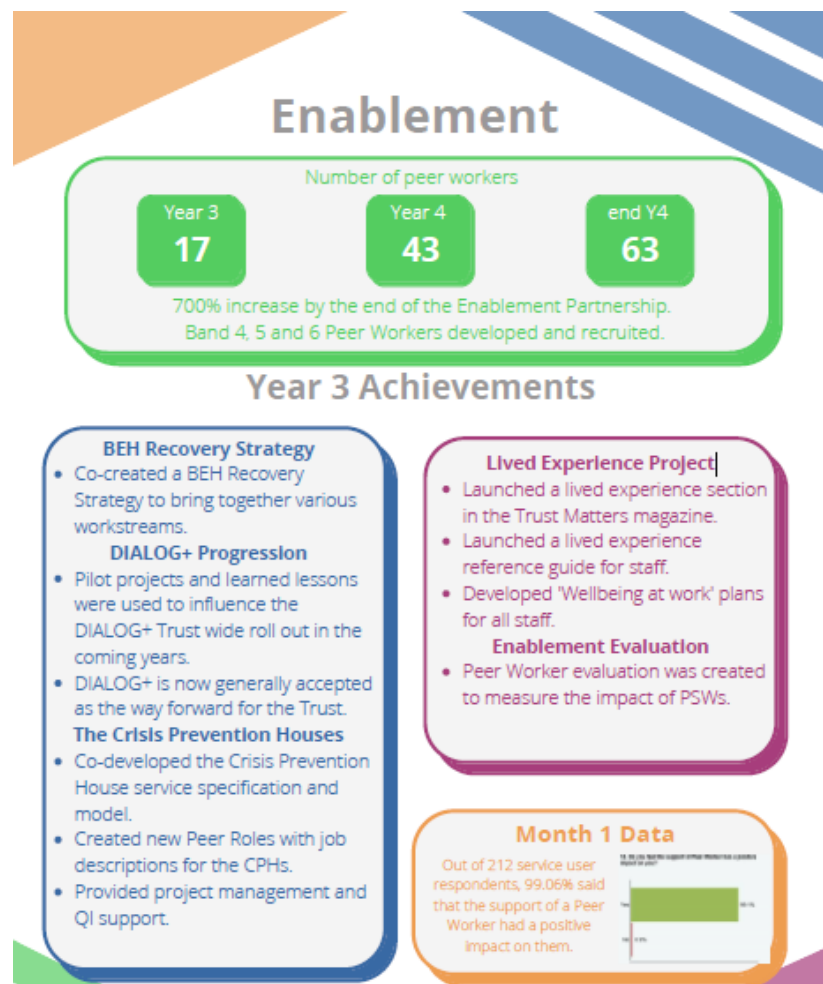 Enablement
Number of peer workers
Year 3
17
Year 4
43
end Y4
63
700% increase by the end of the Enablement Partnership.
Band 4, 5 and 6 Peer Workers developed and recruited.
Year 3 Achievements
BEH Recovery Strategy
• Co-created a BEH Recovery
Strategy to bring together various
workstreams.
DIALOG+ Progression
• Pilot projects and learned lessons
were used to influence the
DIALOG+ Trust wide roll out in the
coming years.
• DIALOG+ is now generally accepted
as the way forward for the Trust.
The Crisis Prevention Houses
• Co-developed the Crisis Prevention
House service specification and
model.
• Created new Peer Roles with job
descriptions for the CPHs.
• Provided project management and
QI support.
Lived Experience Project
• Launched a lived experience section
in the Trust Matters magazine.
• Launched a lived experience
reference guide for staff.
• Developed 'Wellbeing at work' plans
for all staff.
Enablement Evaluation
• Peer Worker evaluation was created
to measure the impact of PSWs.
Month 1 Data
Out of 212 service user
respondents, 99.06% said
that the support of a Peer
Worker had a positive
impact on them.